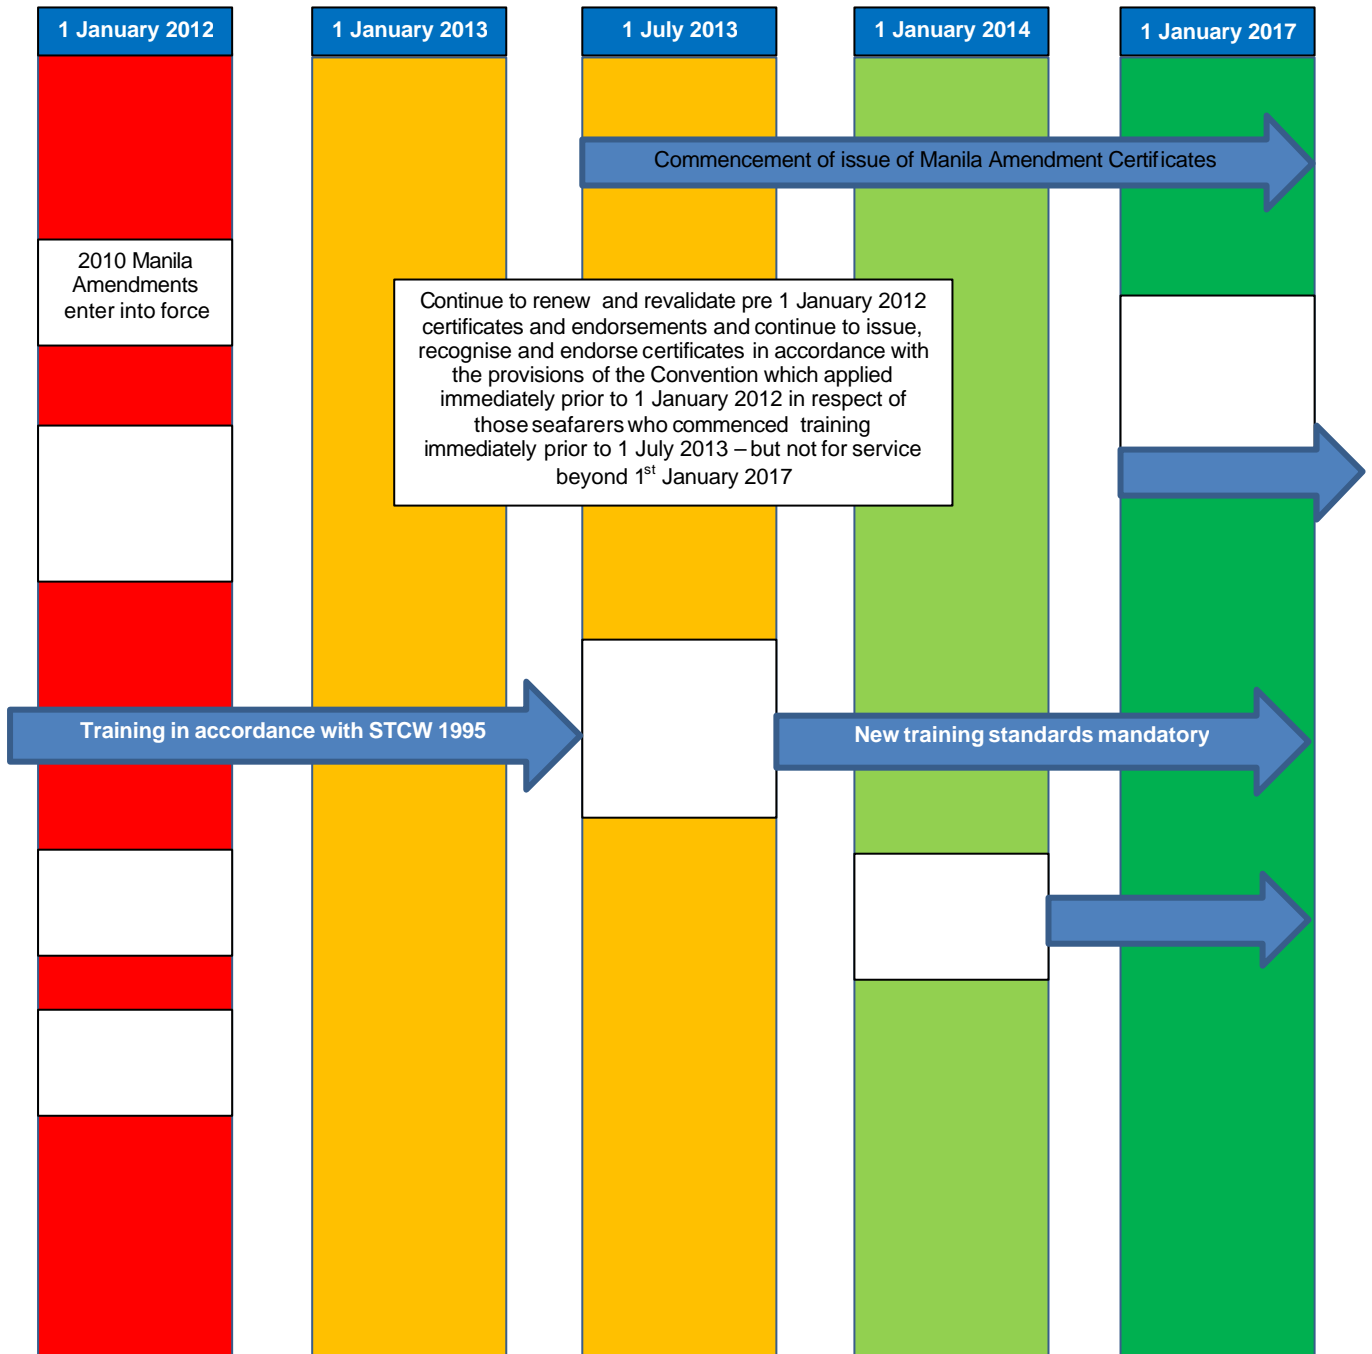 1 January 2012
1 January 2013
1 July 2013
1 January 2014
1 January 2017
Commencement of issue of Manila Amendment Certificates
2010 Manila
Amendments
enter into force
Continue to renew and revalidate pre 1 January 2012
certificates and endorsements and continue to issue,
recognise and endorse certificates in accordance with
the provisions of the Convention which applied
immediately prior to 1 January 2012 in respect of
those seafarers who commenced training
immediately prior to 1 July 2013 – but not for service
beyond 1st January 2017
Training in accordance with STCW 1995
New training standards mandatory